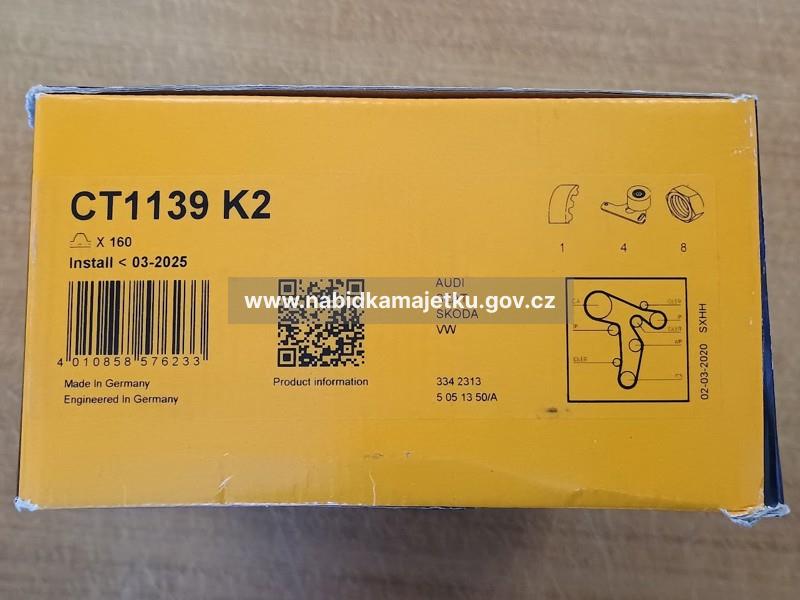 CT1139 K2
X 160
Install < 03-2025
4 010858 576233
Made In Germany
Engineered In Germany
Product information
1
4
8
AUDI
SKODA
VW
334 2313
5 05 13 50/A
02-03-2020 SXHH
www.nabidkamajetku.gov.cz